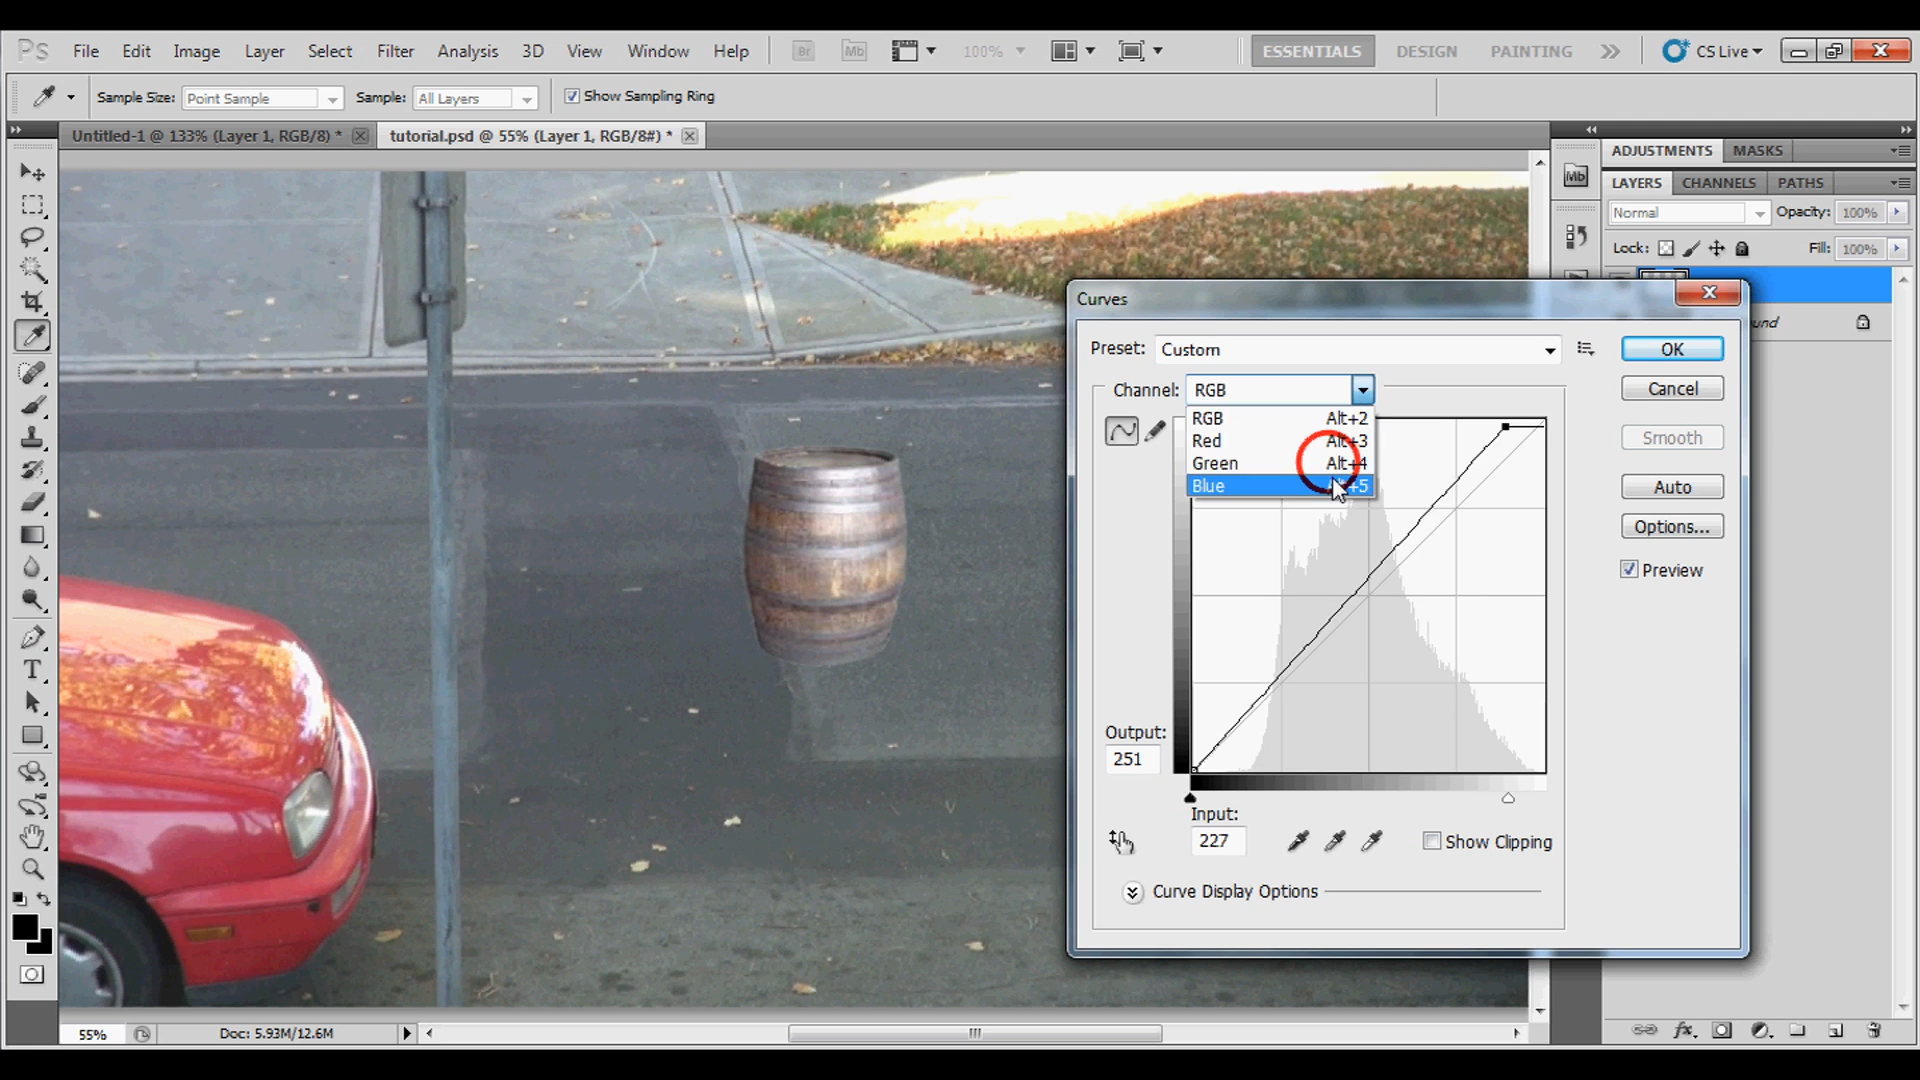 Ps File Edit Image Layer Select Filter Analysis 3D View Window Help Br Mb 100% ESSENTIALS DESIGN PAINTING CS Live
Sample Size: Point Sample Sample: All Layers Show Sampling Ring
Untitled-1 @ 133% (Layer 1, RGB/8) * tutorial.psd @ 55% (Layer 1, RGB/8#) *
ADJUSTMENTS MASKS
Mb
LAYERS CHANNELS PATHS
Normal Opacity: 100%
Lock: Fill: 100%
Curves
Preset: Custom OK
Channel: RGB Cancel
RGB Alt+2
Red Alt+3
Green Alt+4
Blue
Smooth
Auto
Options...
Preview
Output:
251
Input:
227
Show Clipping
Curve Display Options
T
55% Doc: 5.93M/12.6M
fx